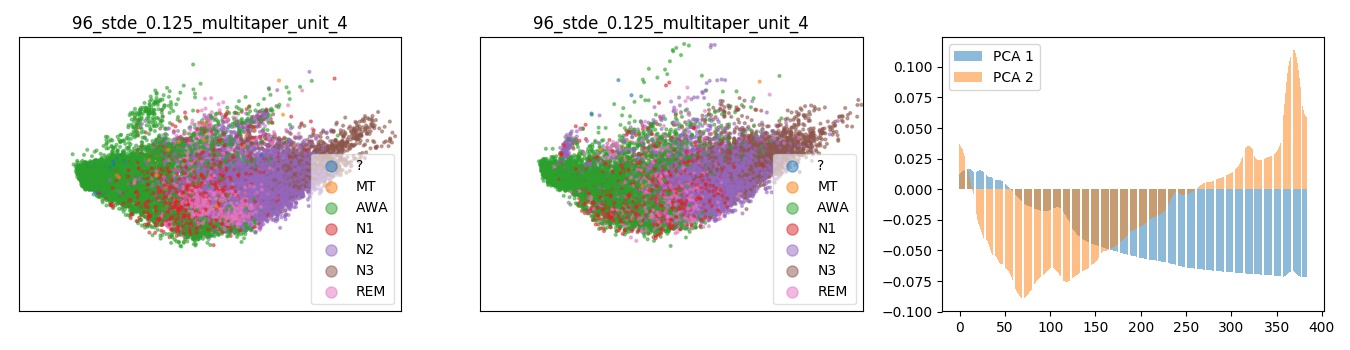 96_stde_0.125_multitaper_unit_4
?
MT
AWA
N1
N2
N3
REM
96_stde_0.125_multitaper_unit_4
?
MT
AWA
N1
N2
N3
REM
PCA 1
PCA 2
0.100
0.075
0.050
0.025
0.000
−0.025
−0.050
−0.075
−0.100
0 50 100 150 200 250 300 350 400